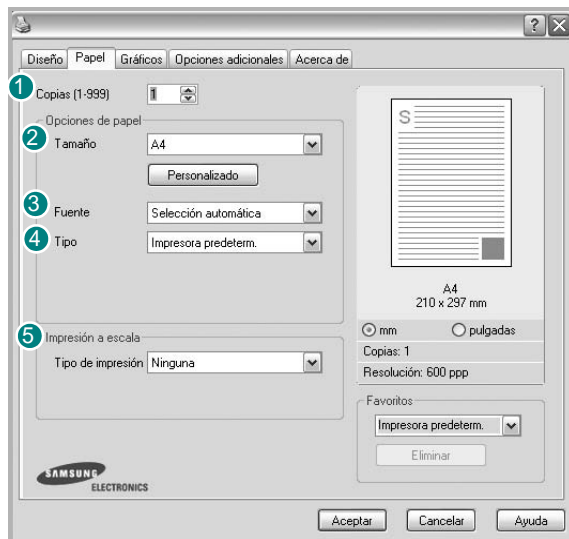 Diseño Papel Gráficos Opciones adicionales Acerca de
1 Copias (1-999) 1
Opciones de papel
2 Tamaño A4
Personalizado
3 Fuente Selección automática
4 Tipo Impresora predeterm.
5 Impresión a escala
Tipo de impresión Ninguna
S
A4
210 x 297 mm
mm pulgadas
Copias: 1
Resolución: 600 ppp
Favoritos
Impresora predeterm.
Eliminar
SAMSUNG
ELECTRONICS
Aceptar Cancelar Ayuda